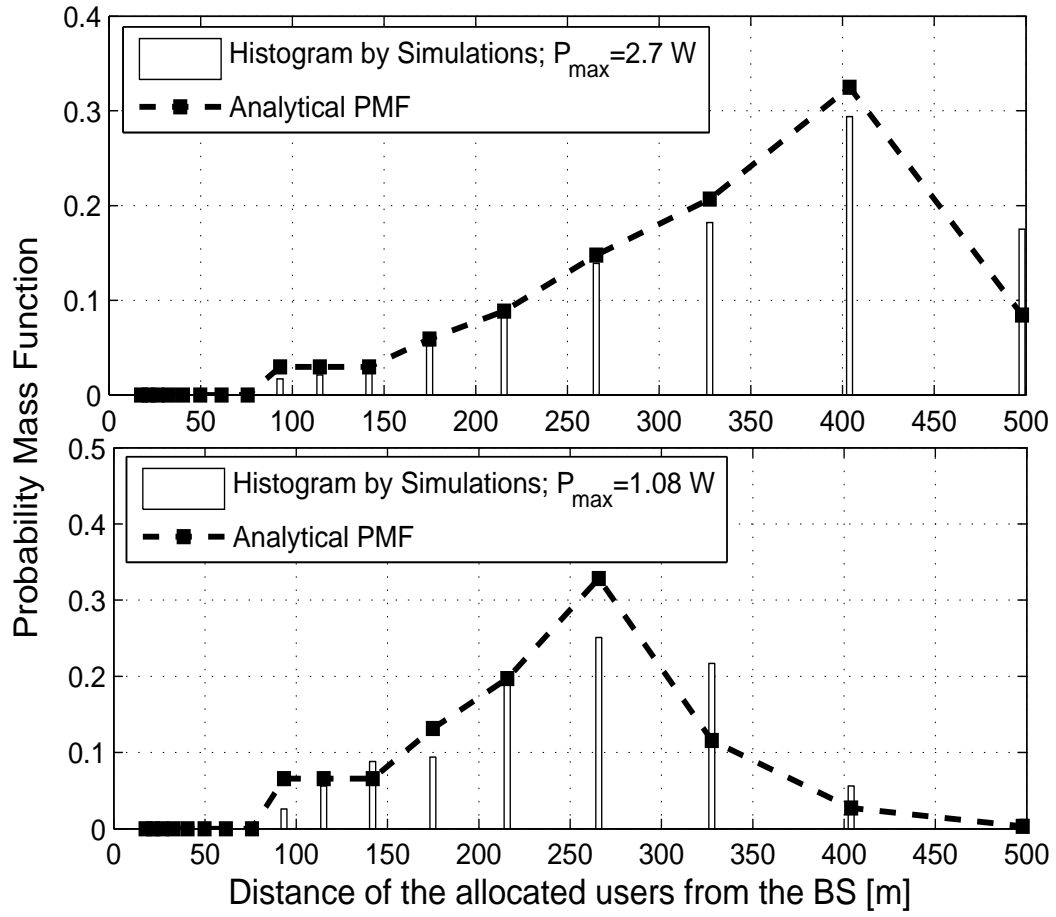 Probability Mass Function
0.4
0.3
0.2
0.1
0
Histogram by Simulations; P_max=2.7 W
Analytical PMF
0 50 100 150 200 250 300 350 400 450 500
0.5
0.4
0.3
0.2
0.1
0
Histogram by Simulations; P_max=1.08 W
Analytical PMF
0 50 100 150 200 250 300 350 400 450 500
Distance of the allocated users from the BS [m]